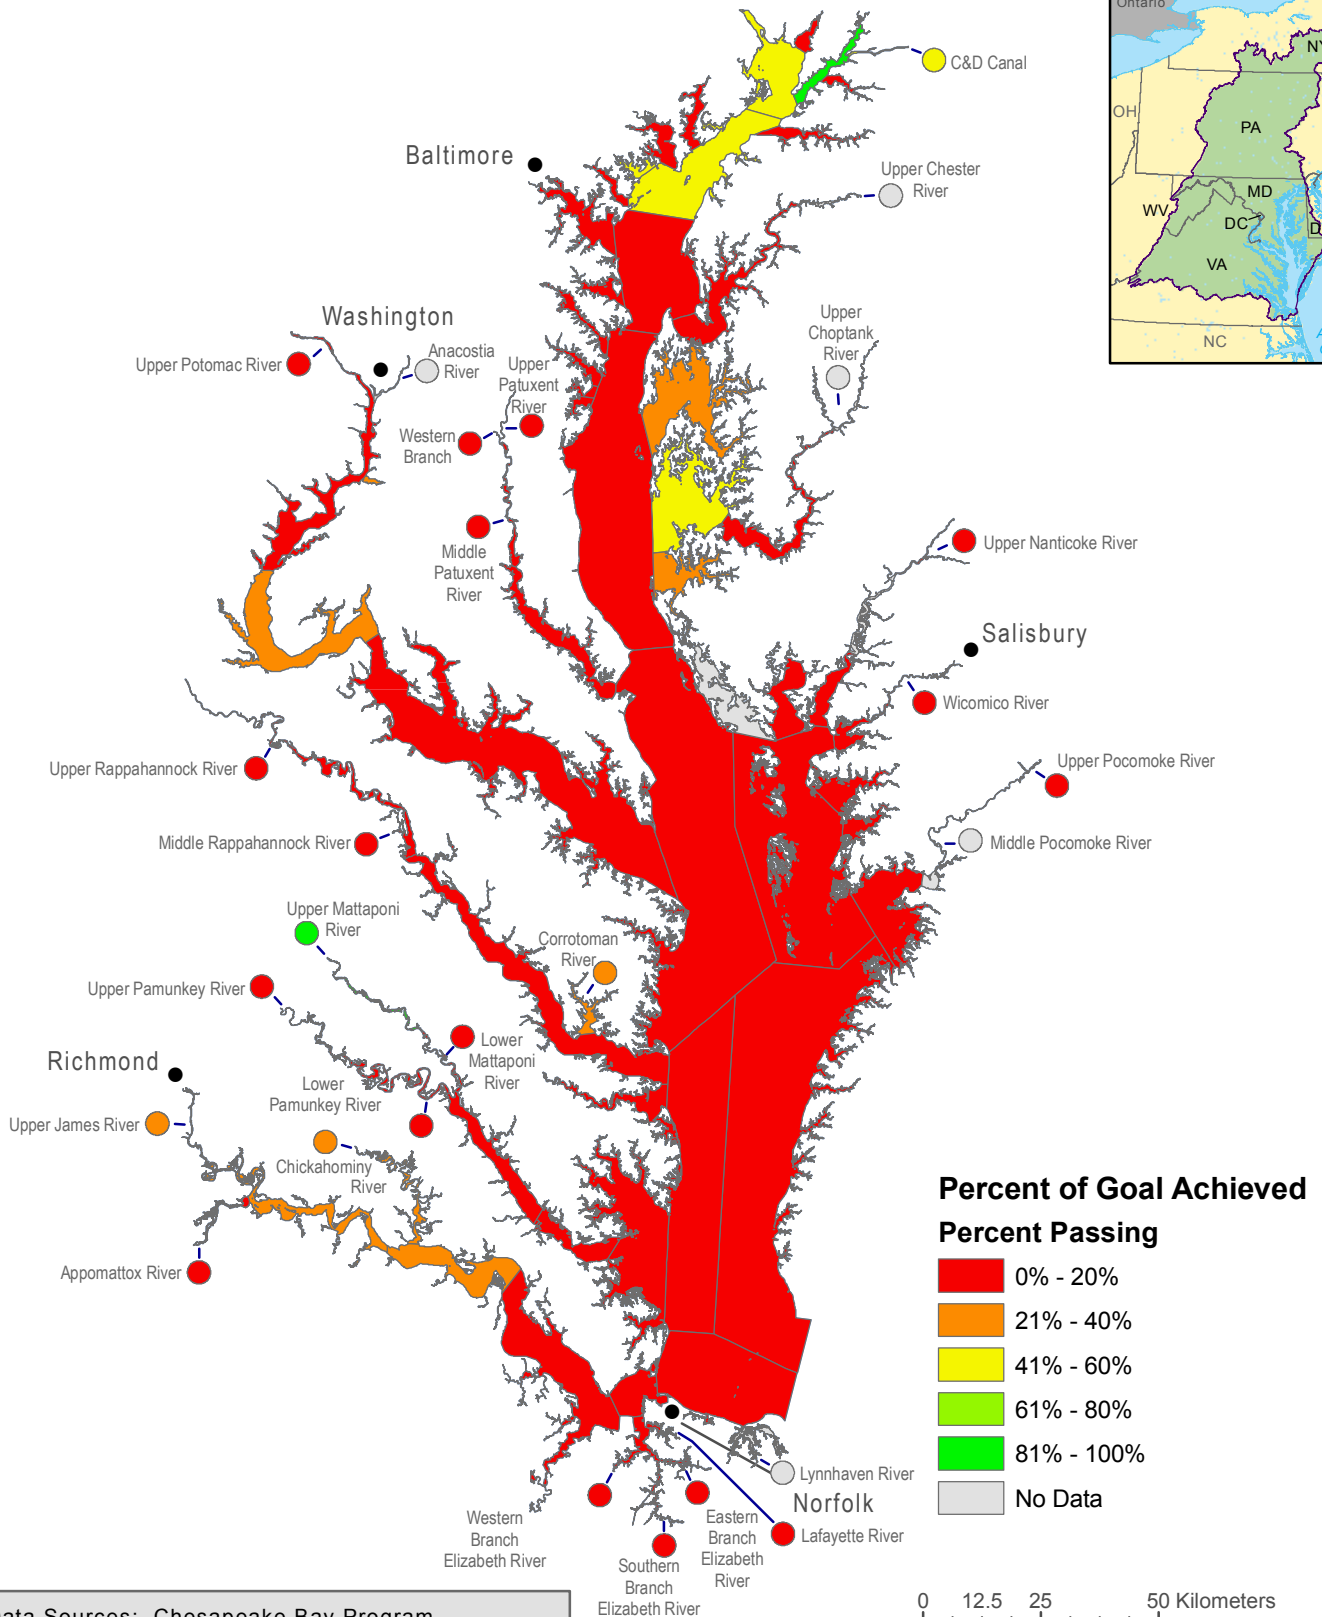 Ontario
NY
C&D Canal
OH
PA
Baltimore
Upper Chester
River
MD
WV
DC
D
VA
Washington
Upper
Choptank
River
NC
Upper Potomac River
Anacostia
River
Upper
Patuxent
River
Western
Branch
Middle
Patuxent
River
Upper Nanticoke River
Salisbury
Wicomico River
Upper Rappahannock River
Upper Pocomoke River
Middle Rappahannock River
Middle Pocomoke River
Upper Mattaponi
River
Corrotoman
River
Upper Pamunkey River
Lower
Mattaponi
River
Richmond
Lower
Pamunkey River
Upper James River
Chickahominy
River
Appomattox River
Percent of Goal Achieved
Percent Passing
0% - 20%
21% - 40%
41% - 60%
61% - 80%
81% - 100%
No Data
Lynnhaven River
Norfolk
Lafayette River
Western
Branch
Elizabeth River
Eastern
Branch
Elizabeth
River
Southern
Branch
Elizabeth River
0 12.5 25 50 Kilometers
ata Sources: Chesapeake Bay Program